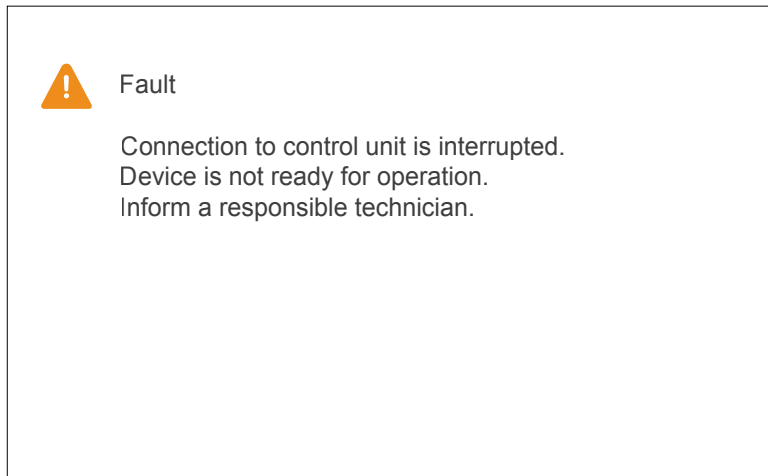 Fault
Connection to control unit is interrupted.
Device is not ready for operation.
Inform a responsible technician.